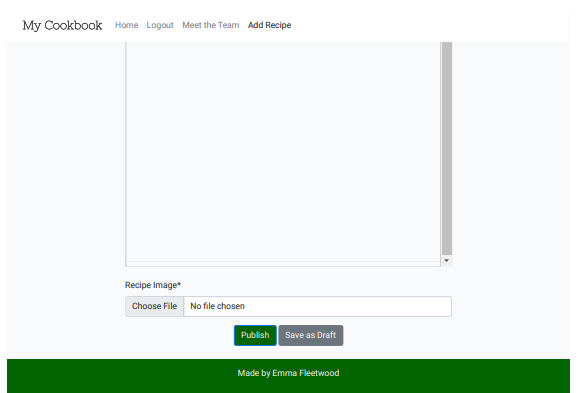 My Cookbook Home Logout Meet the Team Add Recipe
Recipe Image*
Choose File No file chosen
Publish Save as Draft
Made by Emma Fleetwood